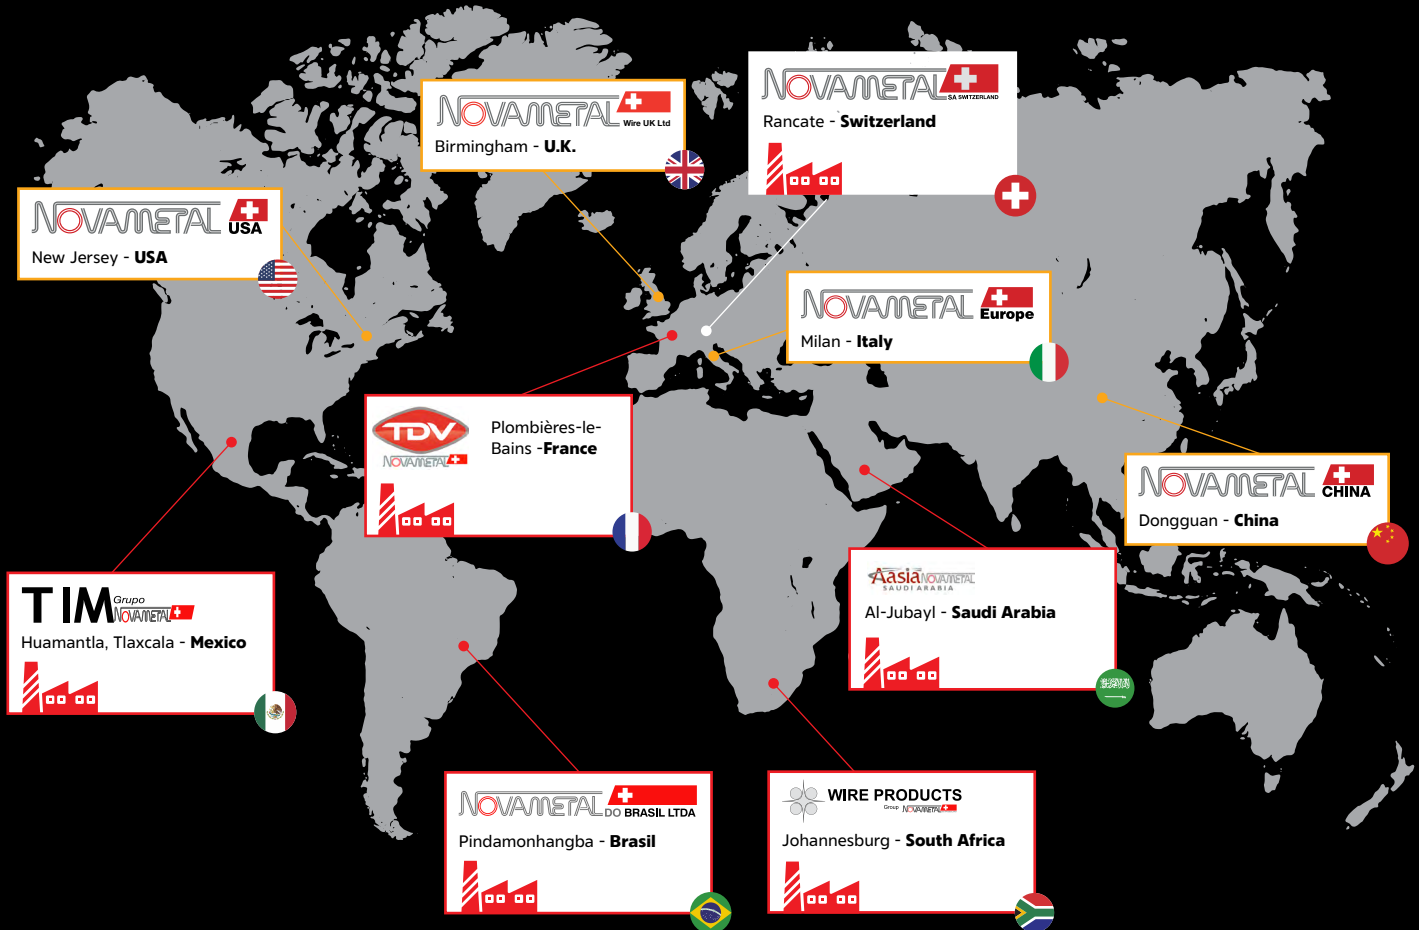 NOVAMETAL
SA SWITZERLAND
Rancate - Switzerland
NOVAMETAL
Wire UK Ltd
Birmingham - U.K.
NOVAMETAL
USA
New Jersey - USA
NOVAMETAL
Europe
Milan - Italy
TDV
NOVAMETAL
Plombières-le-
Bains -France
NOVAMETAL
CHINA
Dongguan - China
TIM Grupo
NOVAMETAL
Huamantla, Tlaxcala - Mexico
Aasia NOVAMETAL
SAUDI ARABIA
Al-Jubayl - Saudi Arabia
NOVAMETAL
DO BRASIL LTDA
Pindamonhangba - Brasil
WIRE PRODUCTS
Group NOVAMETAL
Johannesburg - South Africa